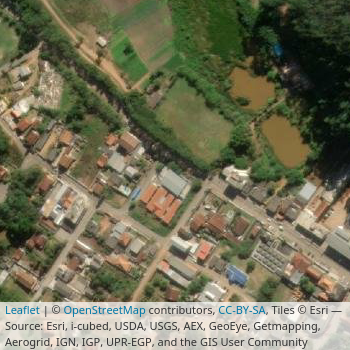 Leaflet | © OpenStreetMap contributors, CC-BY-SA, Tiles © Esri —
Source: Esri, i-cubed, USDA, USGS, AEX, GeoEye, Getmapping,
Aerogrid, IGN, IGP, UPR-EGP, and the GIS User Community